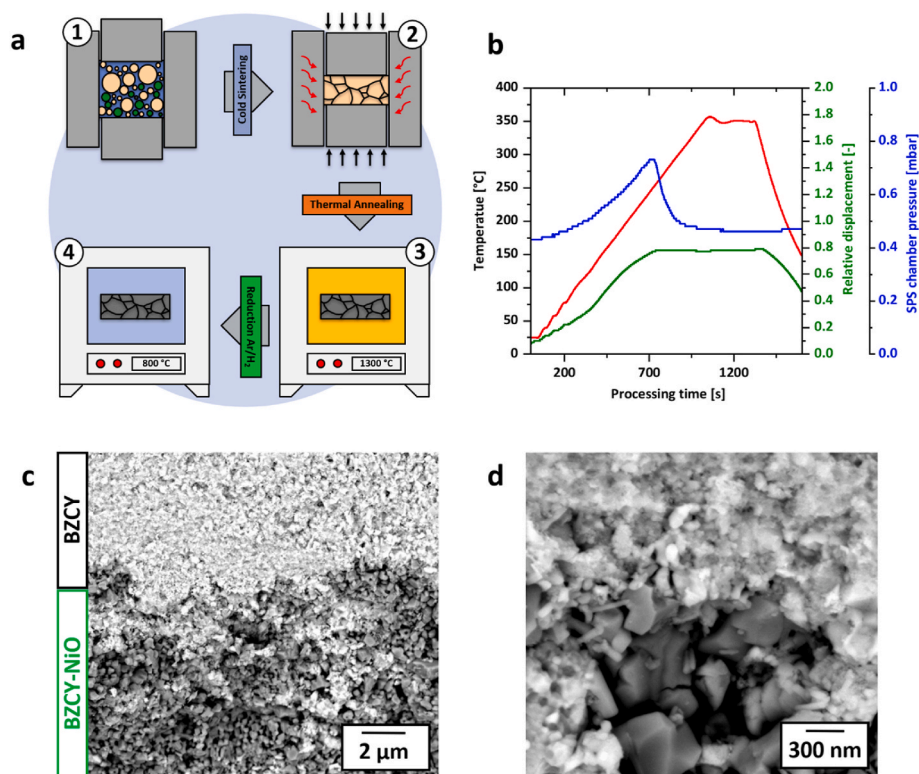 a
1
Cold Sintering
2
Thermal Annealing
4
Reduction Ar/H₂
3
800 °C
1300 °C
b
400
350
300
250
200
150
100
50
25
0
Temperatue [°C]
2.0
1.8
1.6
1.4
1.2
1.0
0.8
0.6
0.4
0.2
0.0
Relative displacement [-]
1.0
0.8
0.6
0.4
0.2
0.0
SPS chamber pressure [mbar]
200
700
1200
Processing time [s]
c
BZCY
BZCY-NiO
2 µm
d
300 nm